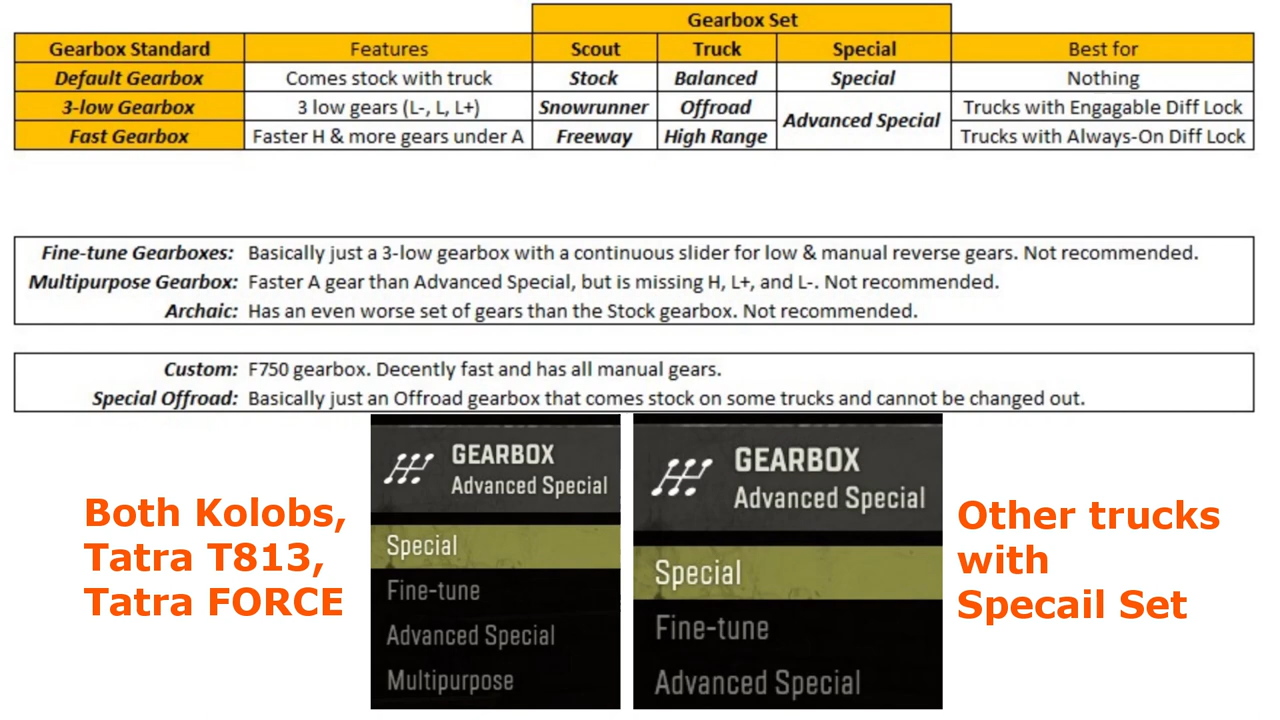 Gearbox Set
Gearbox Standard Features Scout Truck Special Best for
Default Gearbox Comes stock with truck Stock Balanced Special Nothing
3-low Gearbox 3 low gears (L-, L, L+) Snowrunner Offroad Advanced Special Trucks with Engagable Diff Lock
Fast Gearbox Faster H & more gears under A Freeway High Range Trucks with Always-On Diff Lock
Fine-tune Gearboxes: Basically just a 3-low gearbox with a continuous slider for low & manual reverse gears. Not recommended.
Multipurpose Gearbox: Faster A gear than Advanced Special, but is missing H, L+, and L-. Not recommended.
Archaic: Has an even worse set of gears than the Stock gearbox. Not recommended.
Custom: F750 gearbox. Decently fast and has all manual gears.
Special Offroad: Basically just an Offroad gearbox that comes stock on some trucks and cannot be changed out.
Both Kolobs,
Tatra T813,
Tatra FORCE
GEARBOX
Advanced Special
Special
Fine-tune
Advanced Special
Multipurpose
GEARBOX
Advanced Special
Special
Fine-tune
Advanced Special
Other trucks
with
Specail Set